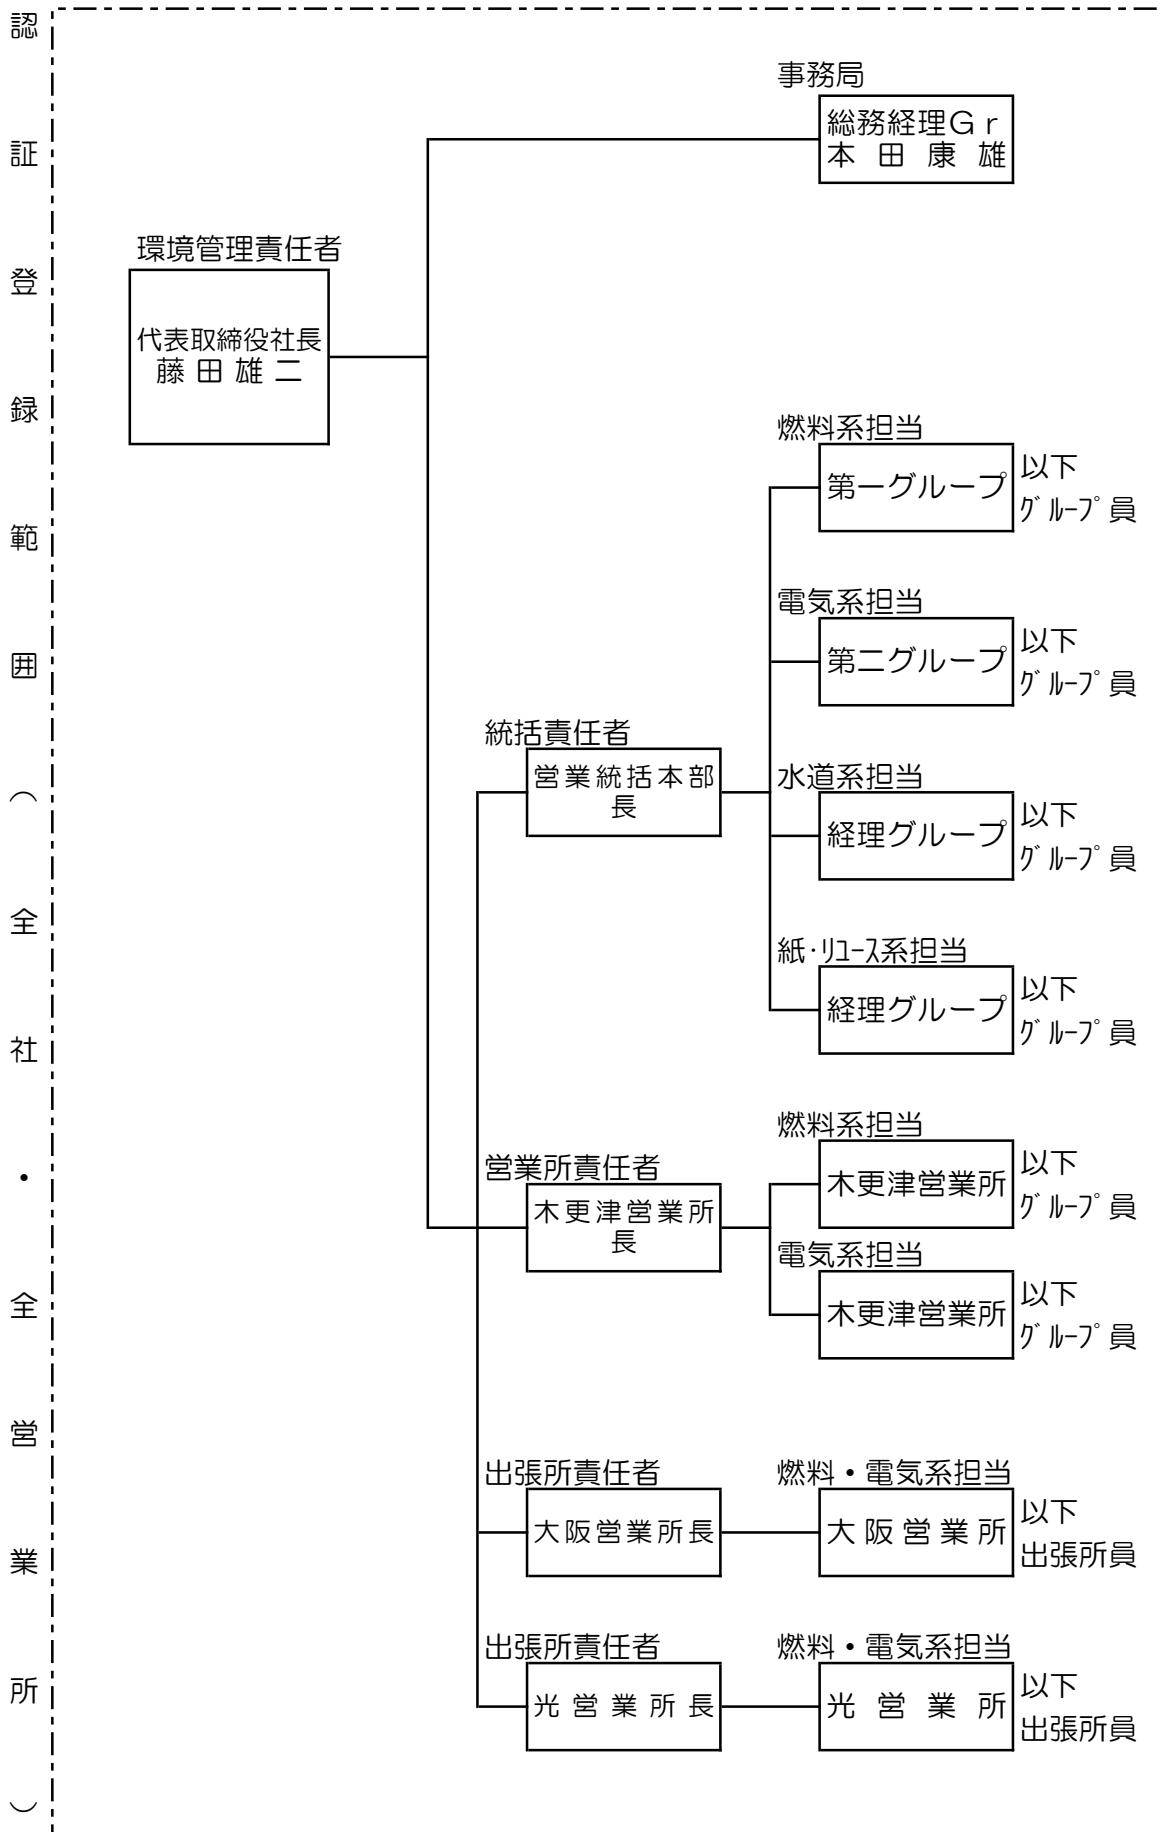 認証登録範囲（全社・全営業所）
事務局
総務経理Ｇｒ
本田康雄
環境管理責任者
代表取締役社長
藤田雄二
燃料系担当
第一グループ
以下
ｸﾞﾙｰﾌﾟ員
電気系担当
第二グループ
以下
ｸﾞﾙｰﾌﾟ員
統括責任者
営業統括本部
長
水道系担当
経理グループ
以下
ｸﾞﾙｰﾌﾟ員
紙･ﾘﾕｰｽ系担当
経理グループ
以下
ｸﾞﾙｰﾌﾟ員
営業所責任者
木更津営業所
長
燃料系担当
木更津営業所
以下
ｸﾞﾙｰﾌﾟ員
電気系担当
木更津営業所
以下
ｸﾞﾙｰﾌﾟ員
出張所責任者
大阪営業所長
燃料・電気系担当
大阪営業所
以下
出張所員
出張所責任者
光営業所長
燃料・電気系担当
光営業所
以下
出張所員